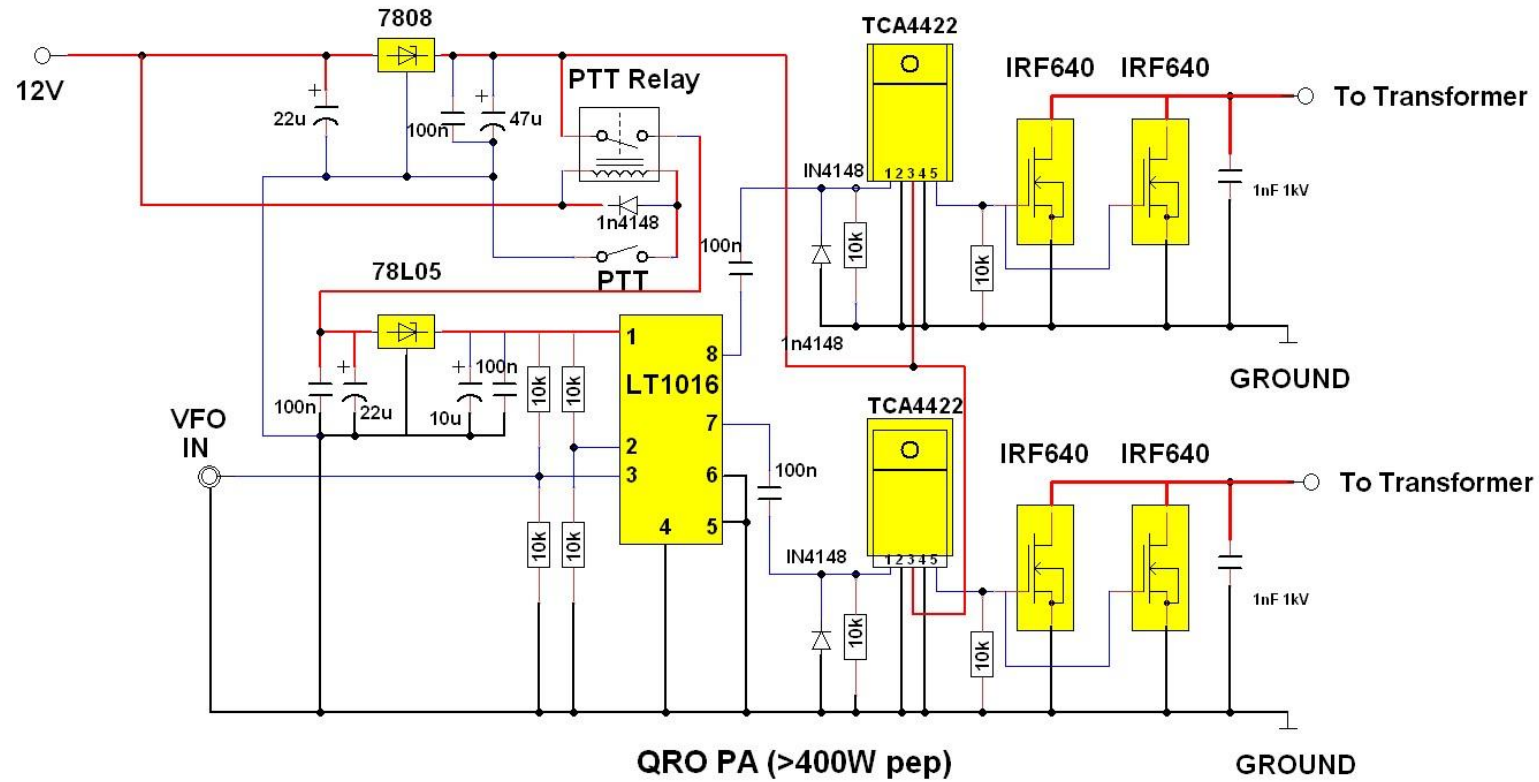 7808
TCA4422
IRF640 IRF640
PTT Relay
12V
To Transformer
+
22u
100n
+
47u
1 2 3 4 5
IN4148
1nF 1kV
1n4148
10k
10k
100n
PTT
78L05
1n4148
GROUND
1
8
LT1016
+
100n
22u
+
10u
100n
10k
10k
TCA4422
VFO
IN
7
2
3
6
100n
IRF640 IRF640
To Transformer
4
5
10k
10k
IN4148
1 2 3 4 5
10k
10k
1nF 1kV
QRO PA (>400W pep)
GROUND